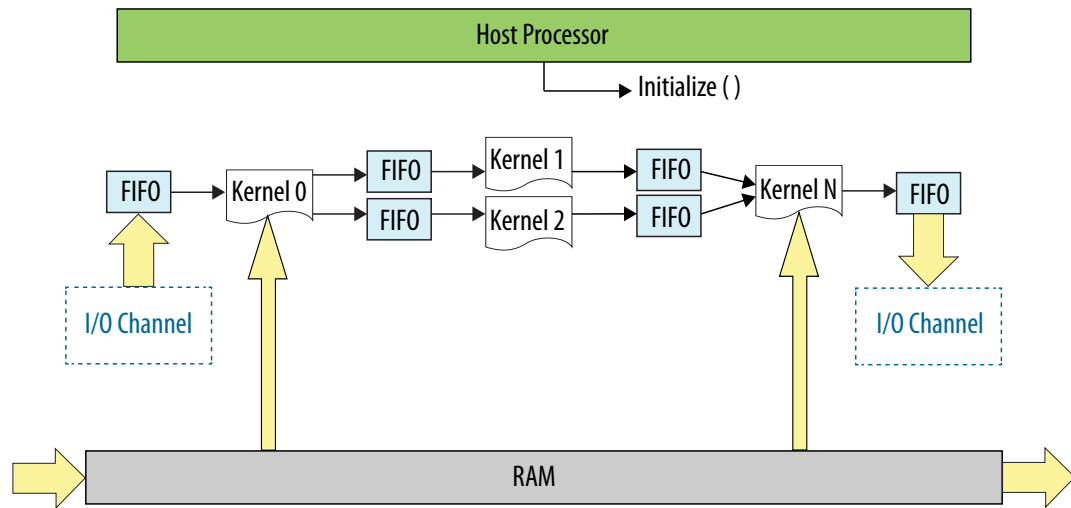 Host Processor
Initialize ( )
FIFO
Kernel 0
FIFO
FIFO
Kernel 1
Kernel 2
FIFO
FIFO
Kernel N
FIFO
I/O Channel
I/O Channel
RAM